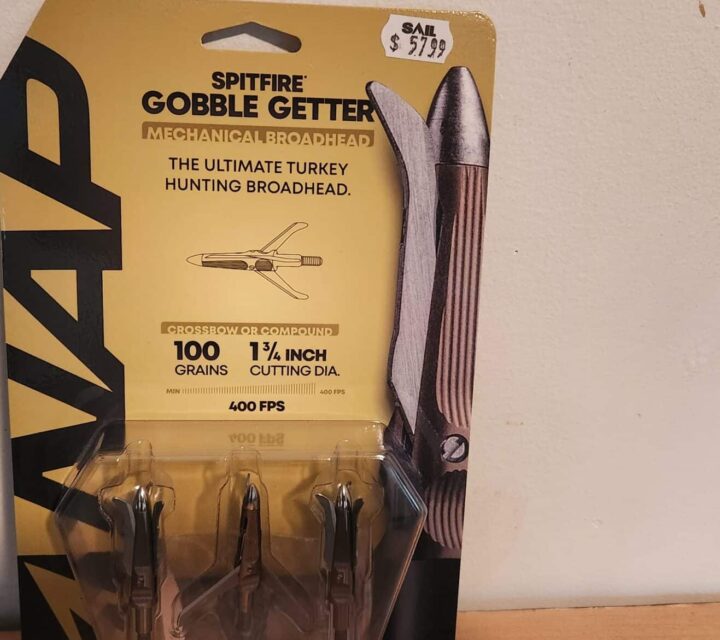 SAIL
$ 57.99
SPITFIRE®
GOBBLE GETTER
MECHANICAL BROADHEAD
THE ULTIMATE TURKEY
HUNTING BROADHEAD.
CROSSBOW OR COMPOUND
100 1 3/4 INCH
GRAINS CUTTING DIA.
MIN 400 FPS
400 FPS
NAP